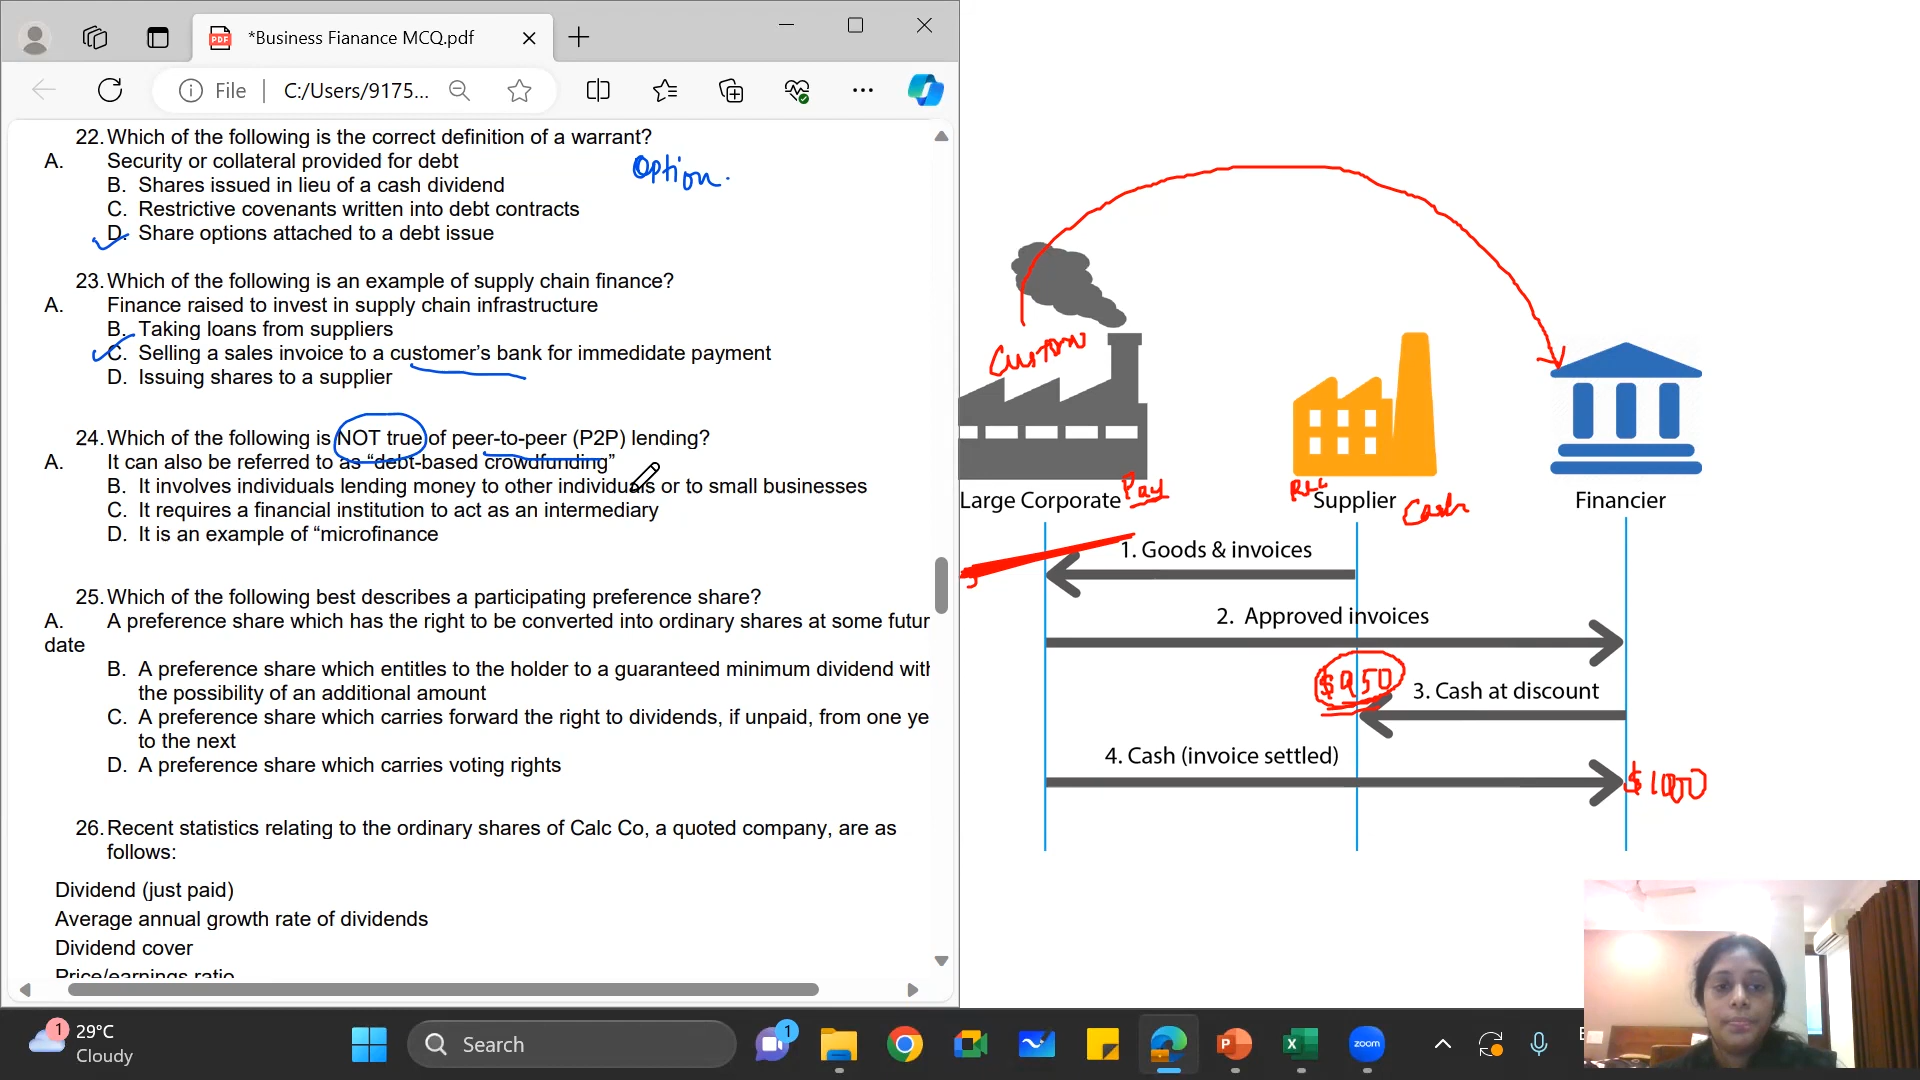 *Business Fianance MCQ.pdf
File
C:/Users/9175...
22. Which of the following is the correct definition of a warrant?
A. Security or collateral provided for debt
B. Shares issued in lieu of a cash dividend
C. Restrictive covenants written into debt contracts
D. Share options attached to a debt issue
Option.
23. Which of the following is an example of supply chain finance?
A. Finance raised to invest in supply chain infrastructure
B. Taking loans from suppliers
C. Selling a sales invoice to a customer's bank for immedidate payment
D. Issuing shares to a supplier
24. Which of the following is NOT true of peer-to-peer (P2P) lending?
A. It can also be referred to as “debt-based crowdfunding”
B. It involves individuals lending money to other individuals or to small businesses
C. It requires a financial institution to act as an intermediary
D. It is an example of “microfinance
25. Which of the following best describes a participating preference share?
A. A preference share which has the right to be converted into ordinary shares at some futur
date
B. A preference share which entitles to the holder to a guaranteed minimum dividend with
the possibility of an additional amount
C. A preference share which carries forward the right to dividends, if unpaid, from one ye
to the next
D. A preference share which carries voting rights
26. Recent statistics relating to the ordinary shares of Calc Co, a quoted company, are as
follows:
Dividend (just paid)
Average annual growth rate of dividends
Dividend cover
Price/earnings ratio
Large Corporate
Pay
Supplier
Cash
Financier
1. Goods & invoices
2. Approved invoices
$950
3. Cash at discount
4. Cash (invoice settled)
$1000
1
29°C
Cloudy
Search
1
zoom